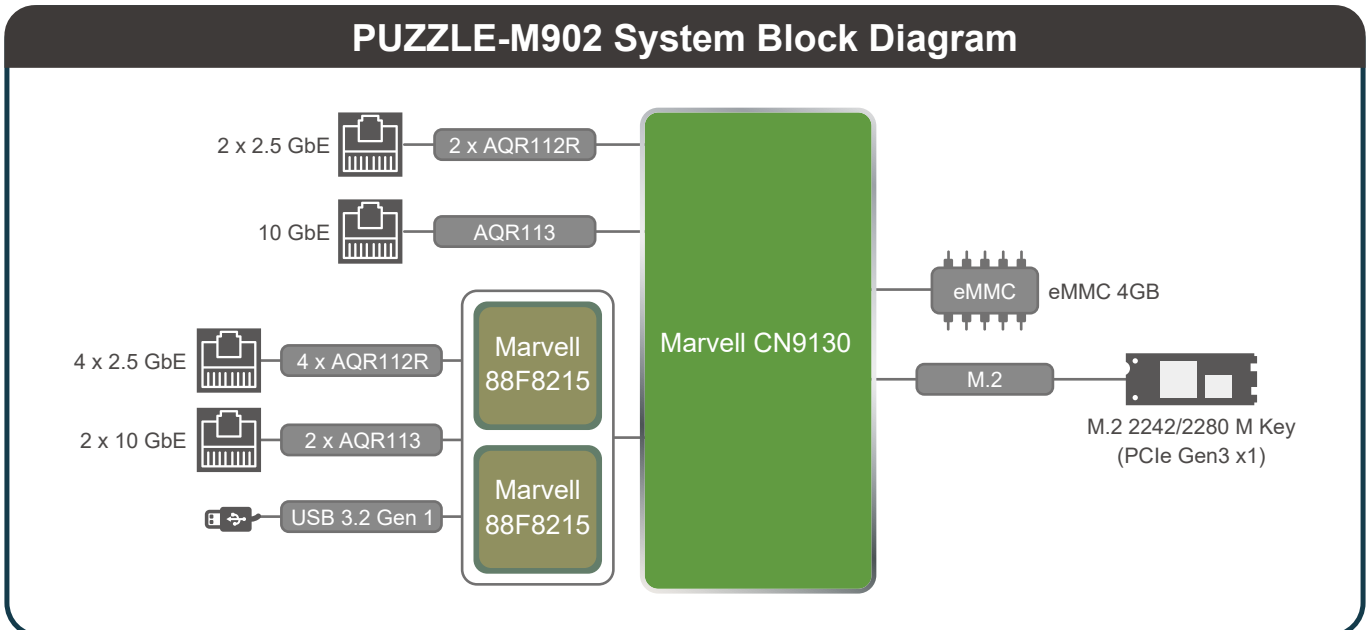 PUZZLE-M902 System Block Diagram
2 x 2.5 GbE
2 x AQR112R
10 GbE
AQR113
4 x 2.5 GbE
4 x AQR112R
2 x 10 GbE
2 x AQR113
USB 3.2 Gen 1
Marvell
88F8215
Marvell
88F8215
Marvell CN9130
eMMC
eMMC 4GB
M.2
M.2 2242/2280 M Key
(PCIe Gen3 x1)